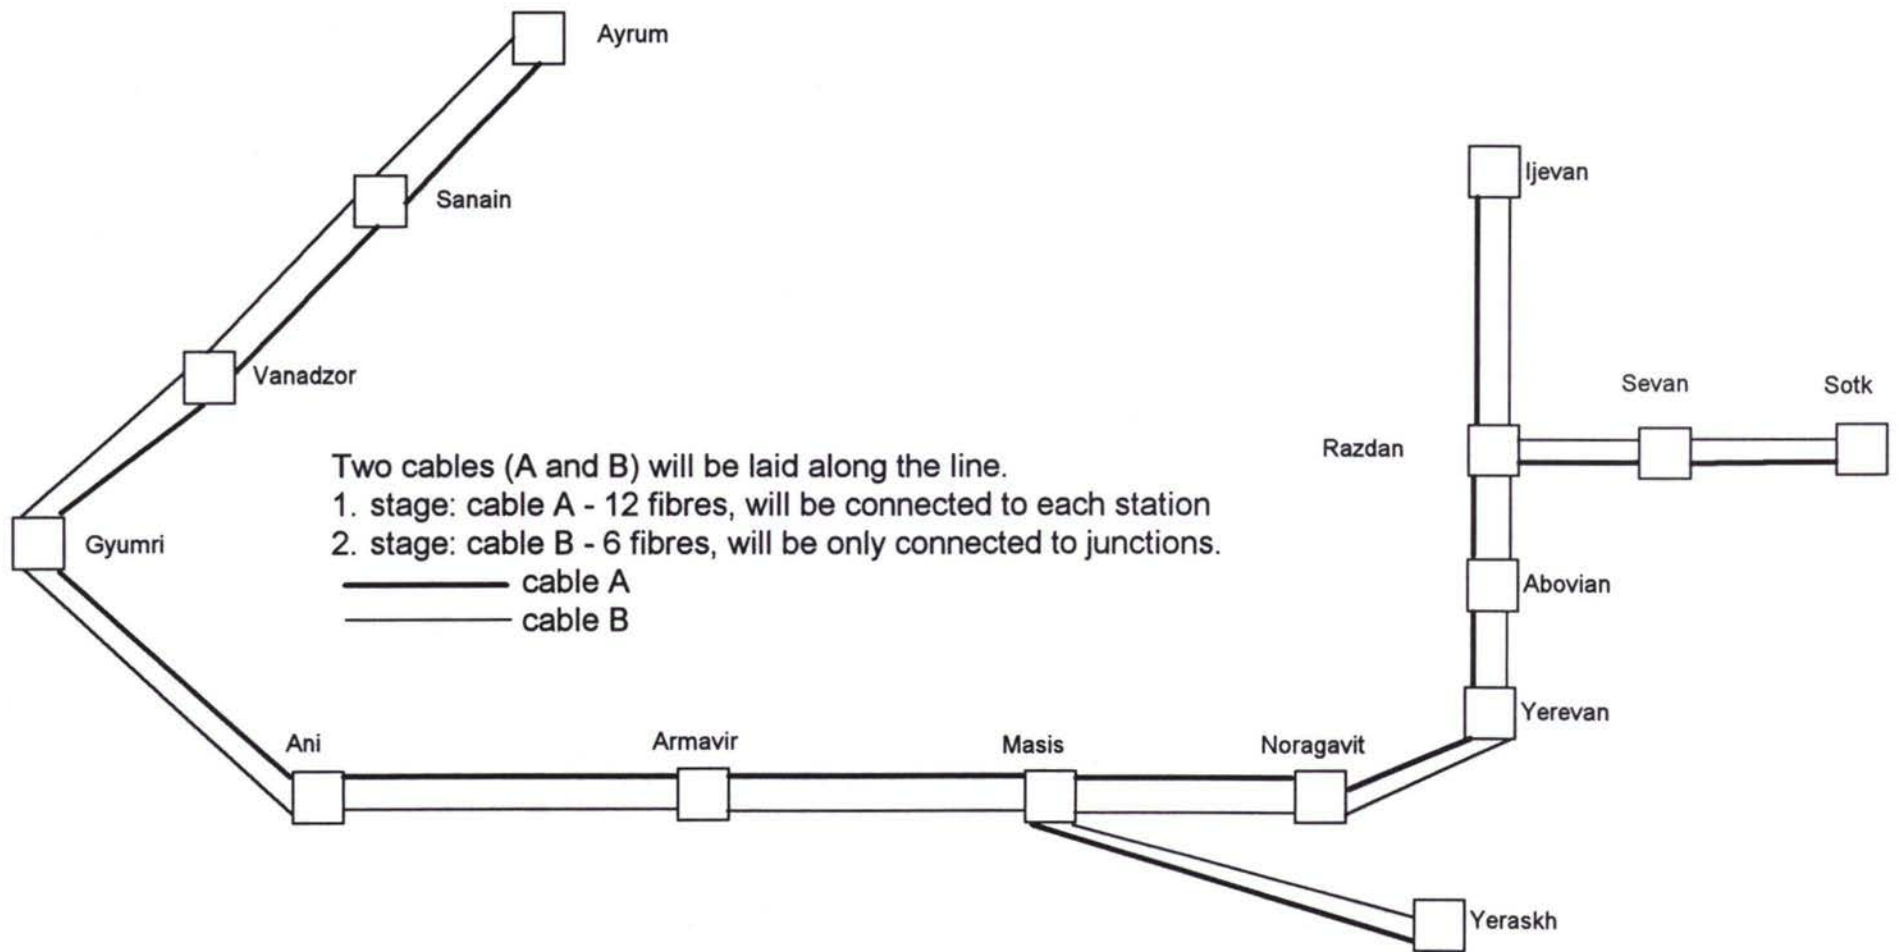 Ayrum
Ijevan
Sanain
Vanadzor
Sevan
Sotk
Razdan
Two cables (A and B) will be laid along the line.
1. stage: cable A - 12 fibres, will be connected to each station
2. stage: cable B - 6 fibres, will be only connected to junctions.
cable A
cable B
Gyumri
Abovian
Yerevan
Ani
Armavir
Masis
Noragavit
Yeraskh